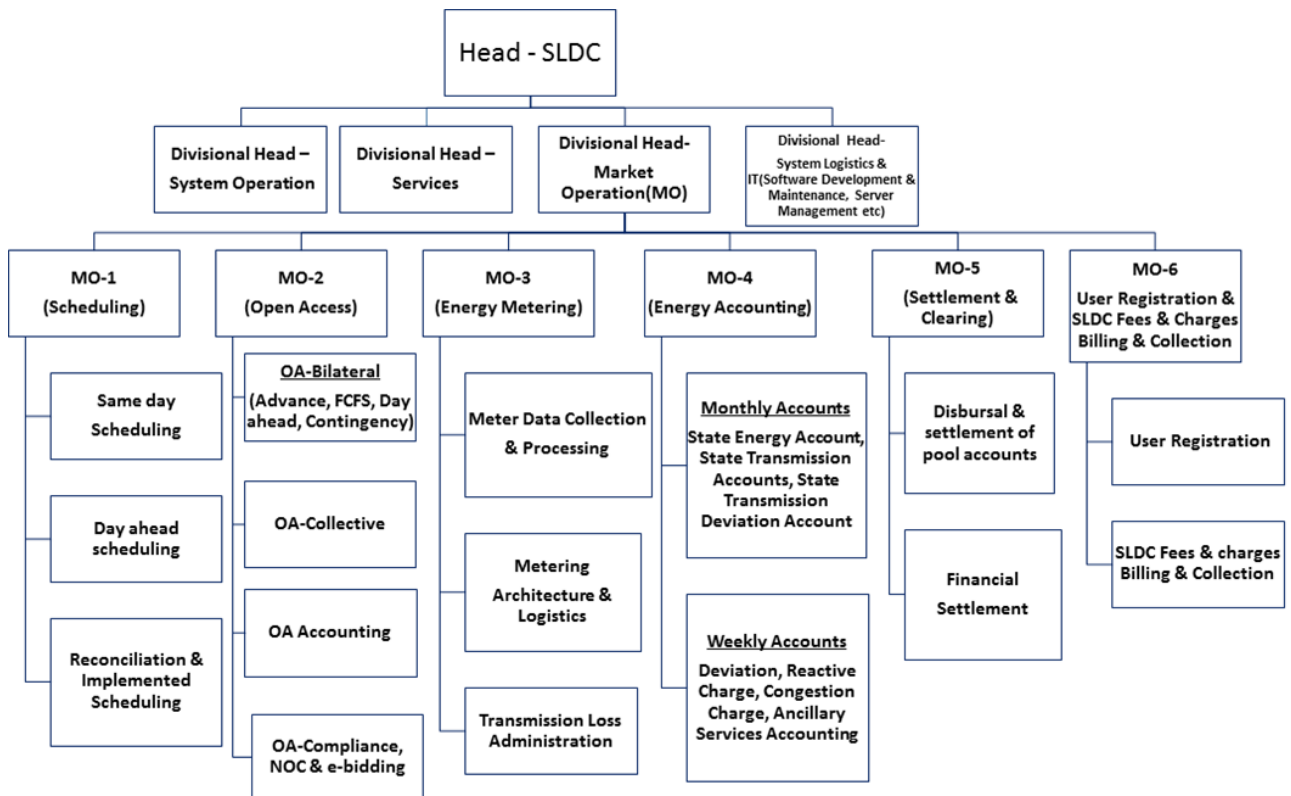 Head - SLDC
Divisional Head –
System Operation
Divisional Head –
Services
Divisional Head-
Market
Operation(MO)
Divisional Head-
System Logistics &
IT(Software Development &
Maintenance, Server
Management etc)
MO-1
(Scheduling)
MO-2
(Open Access)
MO-3
(Energy Metering)
MO-4
(Energy Accounting)
MO-5
(Settlement &
Clearing)
MO-6
User Registration &
SLDC Fees & Charges
Billing & Collection
Same day
Scheduling
Day ahead
scheduling
Reconciliation &
Implemented
Scheduling
OA-Bilateral
(Advance, FCFS, Day
ahead, Contingency)
OA-Collective
OA Accounting
OA-Compliance,
NOC & e-bidding
Meter Data Collection
& Processing
Metering
Architecture &
Logistics
Transmission Loss
Administration
Monthly Accounts
State Energy Account,
State Transmission
Accounts, State
Transmission
Deviation Account
Weekly Accounts
Deviation, Reactive
Charge, Congestion
Charge, Ancillary
Services Accounting
Disbursal &
settlement of
pool accounts
Financial
Settlement
User Registration
SLDC Fees & charges
Billing & Collection